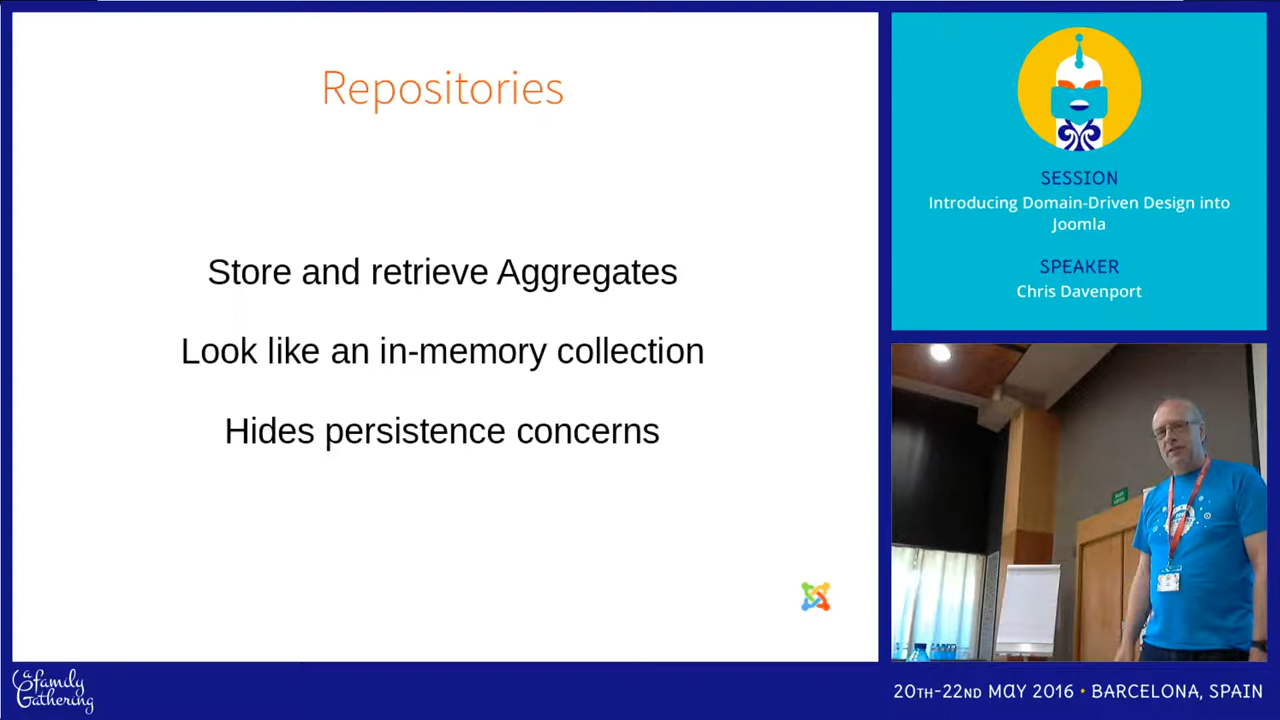 Repositories
Store and retrieve Aggregates
Look like an in-memory collection
Hides persistence concerns
SESSION
Introducing Domain-Driven Design into
Joomla
SPEAKER
Chris Davenport
a
Family
Gathering
20TH-22ND MAY 2016 • BARCELONA, SPAIN